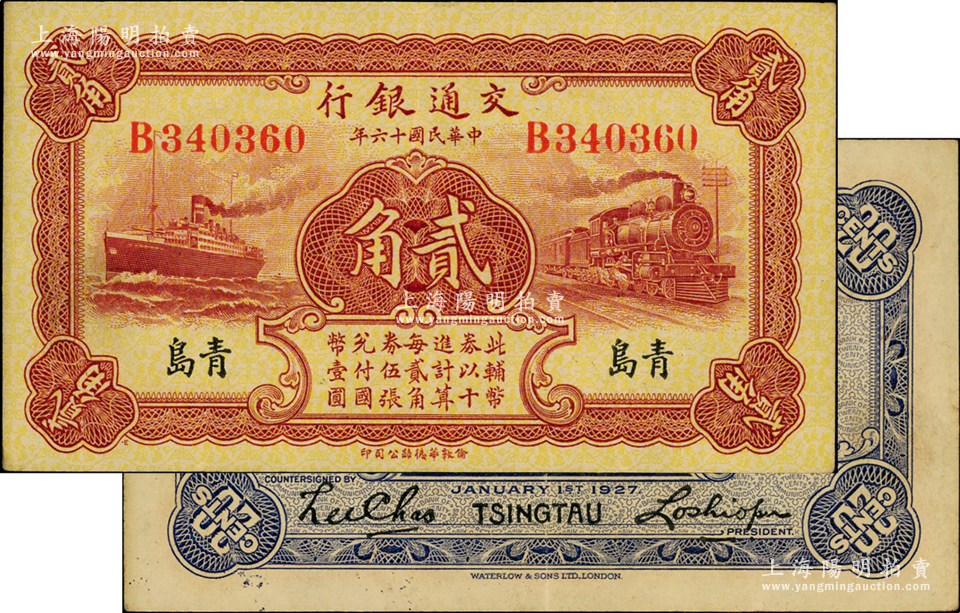 上海陽明拍賣
www.yangmingauction.com
貳角
貳角
行銀通交
年六十國民華中
B340360
B340360
貳角
上海陽明拍賣
www.yangmingauction.com
青島
青島
此輔幣
券以十
進計算
每貳角
券伍張
兌付國
幣壹圓
貳角
貳角
印司公路德華敦倫
CENTS
COUNTERSIGNED BY
JANUARY 1ST 1927.
TSINGTAU
PRESIDENT.
CENTS
CENTS
WATERLOW & SONS LTD. LONDON.
上海陽明拍賣
www.yangmingauction.com